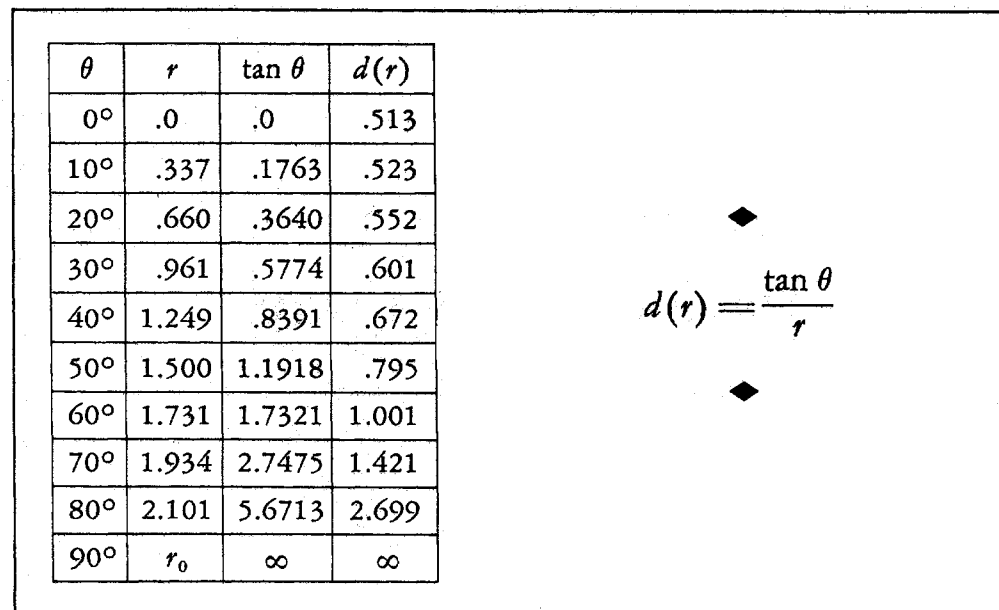 θ r tan θ d(r)
0° .0 .0 .513
10° .337 .1763 .523
20° .660 .3640 .552
30° .961 .5774 .601
40° 1.249 .8391 .672
50° 1.500 1.1918 .795
60° 1.731 1.7321 1.001
70° 1.934 2.7475 1.421
80° 2.101 5.6713 2.699
90° r₀ ∞ ∞
d(r) = tan θ / r